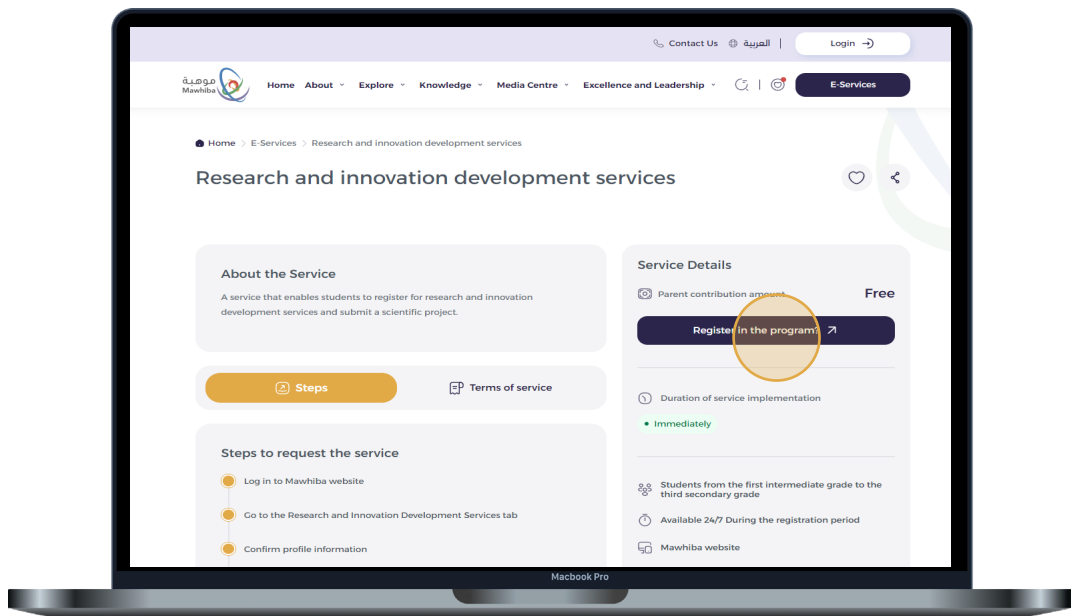 Contact Us
العربية
Login
موهبة
Mawhiba
Home About Explore Knowledge Media Centre Excellence and Leadership
E-Services
Home > E-Services > Research and innovation development services
Research and innovation development services
About the Service
A service that enables students to register for research and innovation
development services and submit a scientific project.
Steps
Terms of service
Steps to request the service
Log in to Mawhiba website
Go to the Research and Innovation Development Services tab
Confirm profile information
Service Details
Parent contribution amount
Free
Register in the program?
Duration of service implementation
Immediately
Students from the first intermediate grade to the
third secondary grade
Available 24/7 During the registration period
Mawhiba website
Macbook Pro